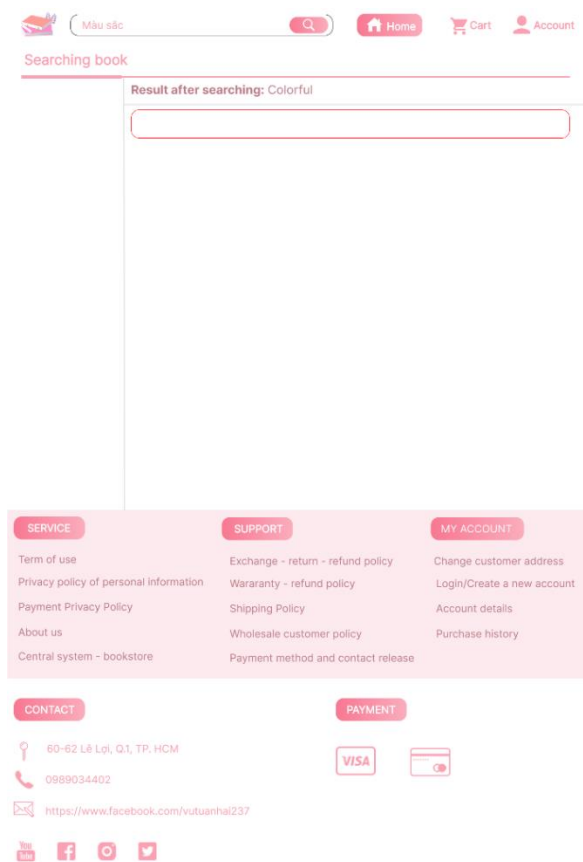 Màu sắc
Home
Cart
Account
Searching book
Result after searching: Colorful
SERVICE
Term of use
Privacy policy of personal information
Payment Privacy Policy
About us
Central system - bookstore
SUPPORT
Exchange - return - refund policy
Wararanty - refund policy
Shipping Policy
Wholesale customer policy
Payment method and contact release
MY ACCOUNT
Change customer address
Login/Create a new account
Account details
Purchase history
CONTACT
60-62 Lê Lợi, Q.1, TP. HCM
0989034402
https://www.facebook.com/vutuanhai237
You
Tube
PAYMENT
VISA